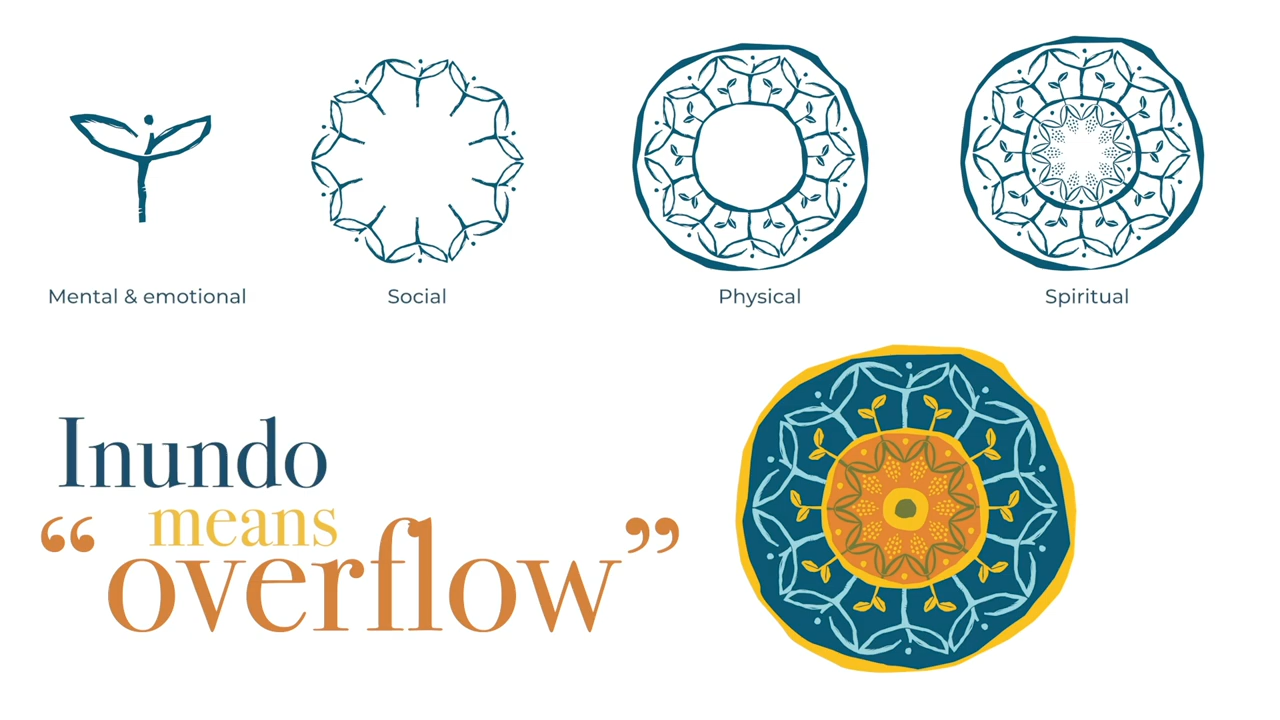 Mental & emotional
Social
Physical
Spiritual
Inundo
means
“overflow”